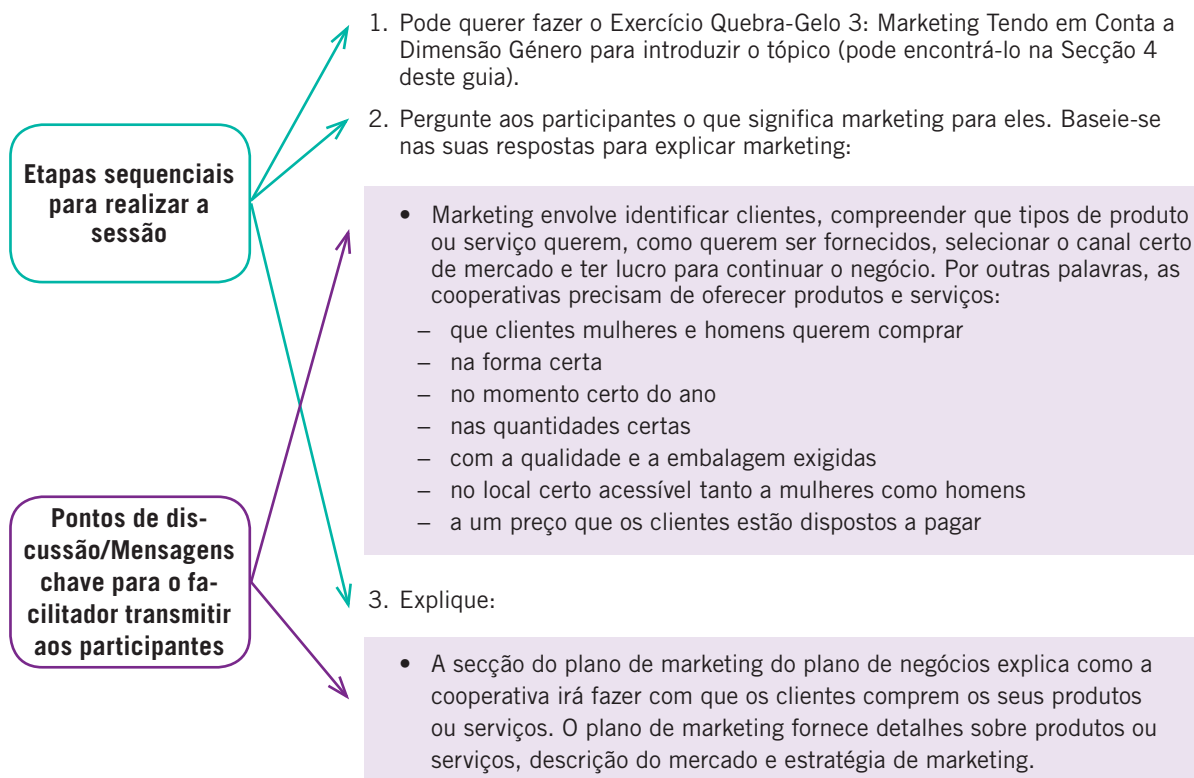 1. Pode querer fazer o Exercício Quebra-Gelo 3: Marketing Tendo em Conta a
Dimensão Género para introduzir o tópico (pode encontrá-lo na Secção 4
deste guia).
2. Pergunte aos participantes o que significa marketing para eles. Baseie-se
nas suas respostas para explicar marketing:
Etapas sequenciais
para realizar a
sessão
• Marketing envolve identificar clientes, compreender que tipos de produto
ou serviço querem, como querem ser fornecidos, selecionar o canal certo
de mercado e ter lucro para continuar o negócio. Por outras palavras, as
cooperativas precisam de oferecer produtos e serviços:
– que clientes mulheres e homens querem comprar
– na forma certa
– no momento certo do ano
– nas quantidades certas
– com a qualidade e a embalagem exigidas
– no local certo acessível tanto a mulheres como homens
– a um preço que os clientes estão dispostos a pagar
Pontos de dis-
cussão/Mensagens
chave para o fa-
cilitador transmitir
aos participantes
3. Explique:
• A secção do plano de marketing do plano de negócios explica como a
cooperativa irá fazer com que os clientes comprem os seus produtos
ou serviços. O plano de marketing fornece detalhes sobre produtos ou
serviços, descrição do mercado e estratégia de marketing.